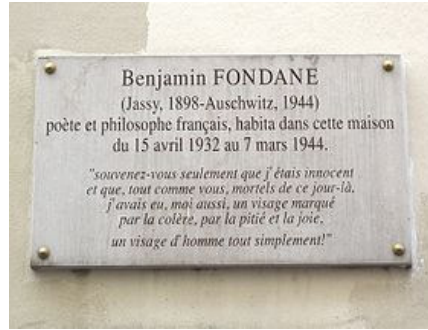 Benjamin FONDANE
(Jassy, 1898-Auschwitz, 1944)
poète et philosophe français, habita dans cette maison
du 15 avril 1932 au 7 mars 1944.
"souvenez-vous seulement que j'étais innocent
et que, tout comme vous, mortels de ce jour-là,
j'avais eu, moi aussi, un visage marqué
par la colère, par la pitié et la joie,
un visage d'homme tout simplement!"